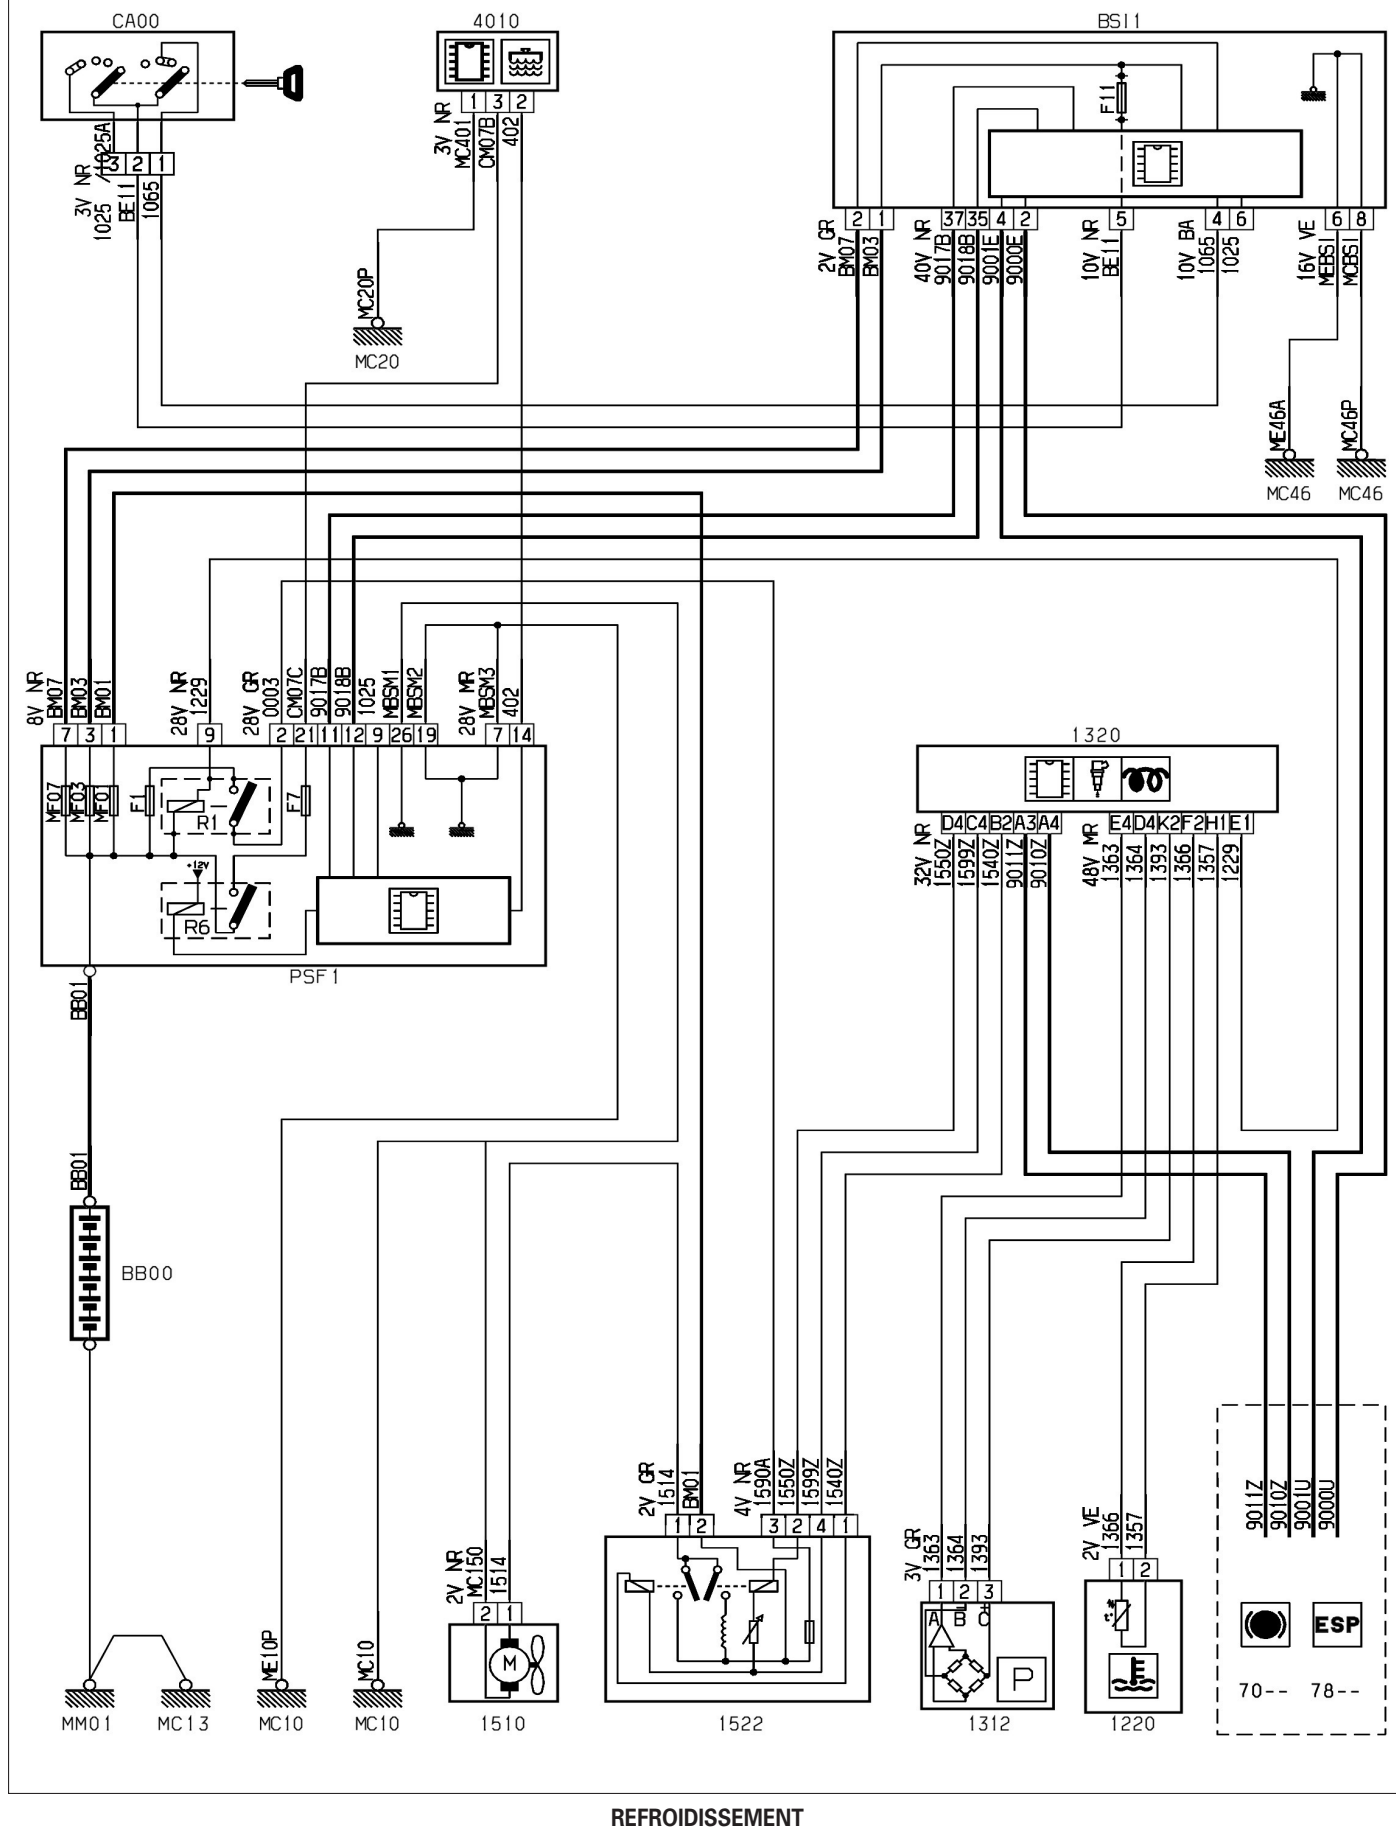 CA00
4010
BSI1
F11
1 3 2
3V NR
MC401
CM07B
402
1025A
3 2 1
3V NR
1025 /
BE11
1065
2 1
37 35 4 2
5
4 6
6 8
2V GR
BM07
BM03
40V NR
9017B
9018B
9001E
9000E
10V NR
BE11
10V BA
1065
1025
16V VE
MEBSI
MCBSI
MC20P
MC20
ME46A
MC46P
MC46
MC46
8V NR
BM07
BM03
BM01
28V NR
1229
28V GR
0003
CM07C
9017B
9018B
1025
MBSM1
MBSM2
28V MR
MBSM3
402
7 3 1
9
2 21 11 12 9 26 19
7 14
MF07
MF03
MF01
F1
R1
F7
+12V
R6
PSF1
1320
D4 C4 B2 A3 A4
E4 D4 K2 F2 H1 E1
32V NR
1550Z
1599Z
1540Z
9011Z
9010Z
48V MR
1363
1364
1393
1366
1357
1229
BB01
BB01
BB00
2V GR
1514
BM01
4V NR
1590A
1550Z
1599Z
1540Z
9011Z
9010Z
9001U
9000U
1 2
3 2 4 1
2V NR
MC150
1514
2 1
3V GR
1363
1364
1393
1 2 3
2V VE
1366
1357
1 2
ME10P
MC10
M
A B C
P
t°
ESP
70-- 78--
MM01
MC13
MC10
MC10
1510
1522
1312
1220
REFROIDISSEMENT